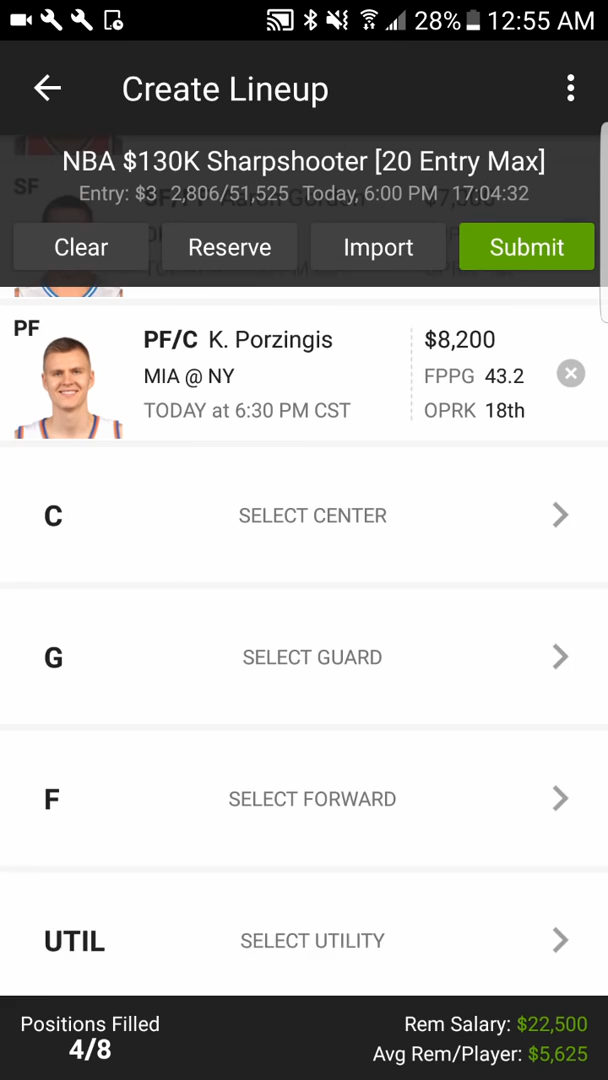 28% 12:55 AM
Create Lineup
NBA $130K Sharpshooter [20 Entry Max]
Entry: $3 2,806/51,525 Today, 6:00 PM 17:04:32
SF
Clear Reserve Import Submit
PF
PF/C K. Porzingis $8,200
MIA @ NY FPPG 43.2
TODAY at 6:30 PM CST OPRK 18th
C SELECT CENTER
G SELECT GUARD
F SELECT FORWARD
UTIL SELECT UTILITY
Positions Filled Rem Salary: $22,500
4/8 Avg Rem/Player: $5,625